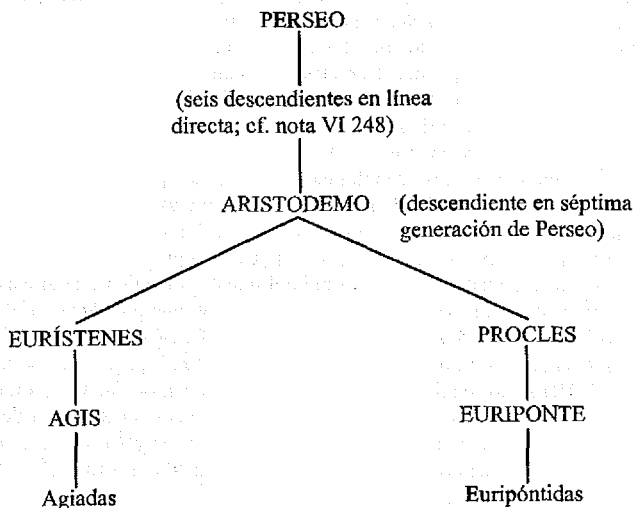 PERSEO
(seis descendientes en línea
directa; cf. nota VI 248)
ARISTODEMO (descendiente en séptima
generación de Perseo)
EURÍSTENES PROCLES
AGIS EURIPONTE
Agiadas Euripóntidas